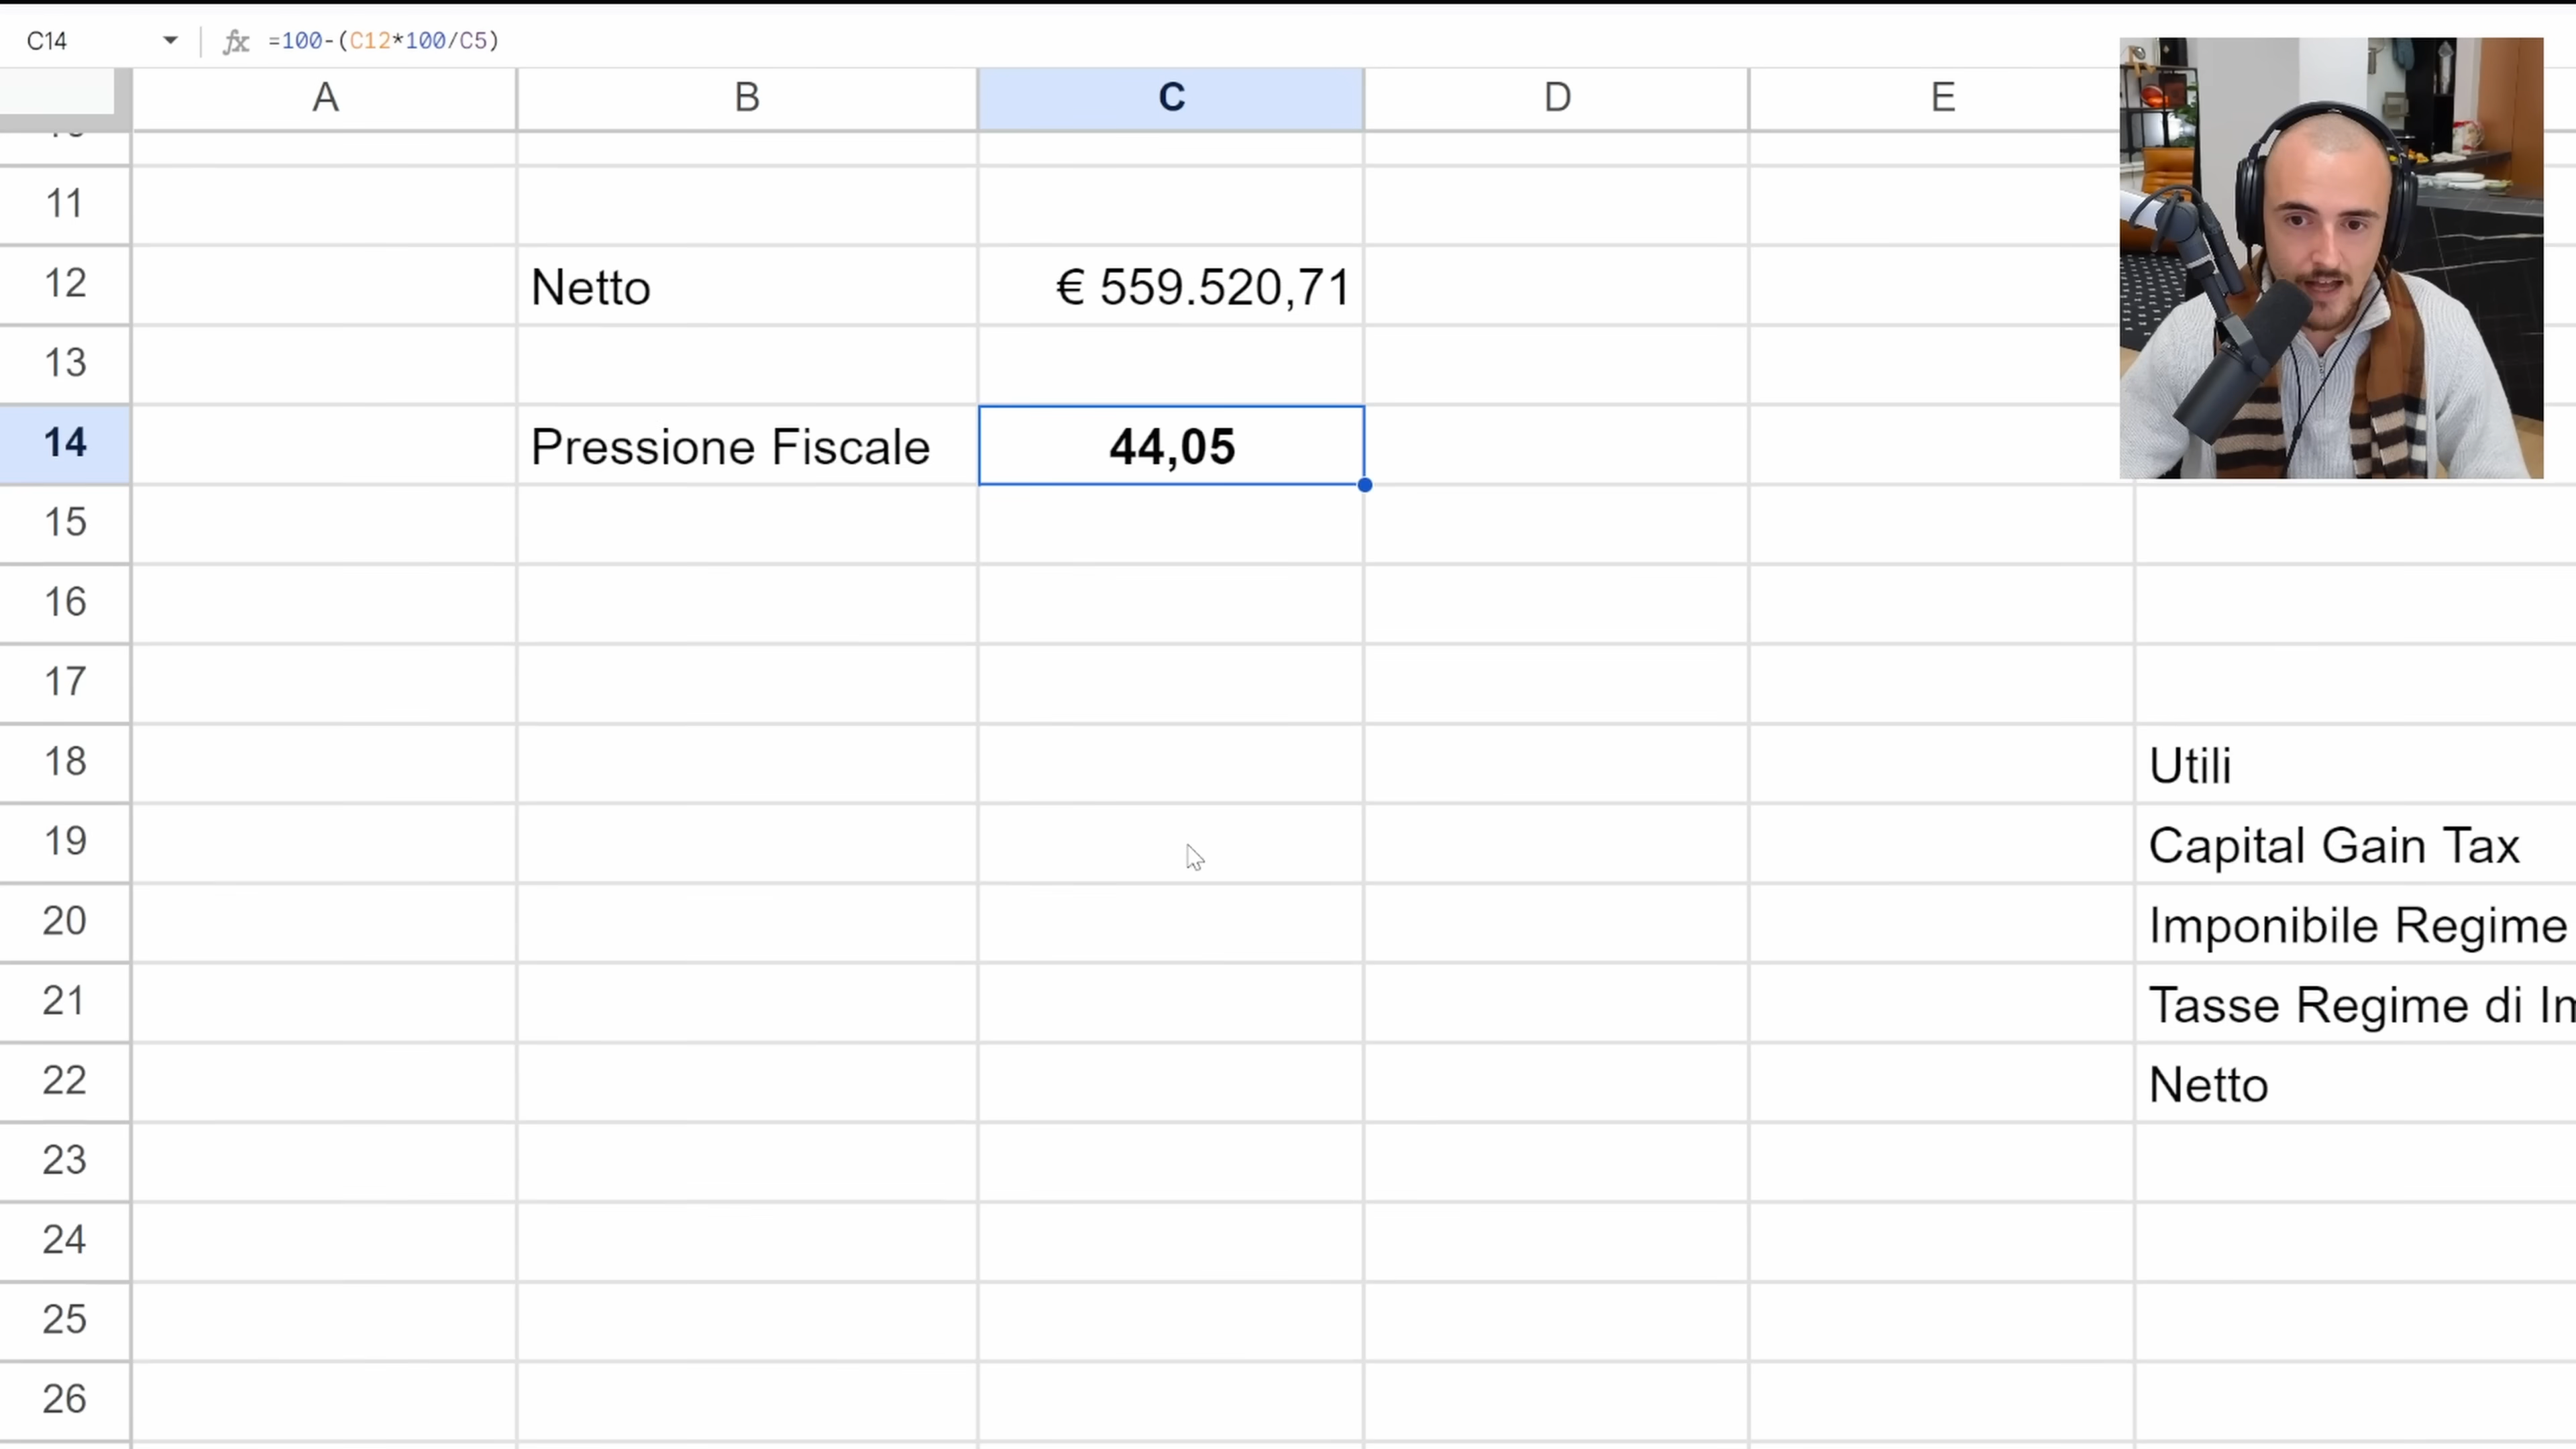 C14 fx =100-(C12*100/C5)
A B C D E
11
12 Netto € 559.520,71
13
14 Pressione Fiscale 44,05
15
16
17
18 Utili
19 Capital Gain Tax
20 Imponibile Regime
21 Tasse Regime di
22 Netto
23
24
25
26